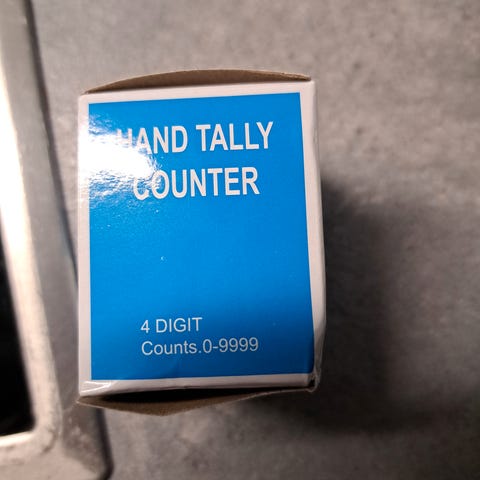 HAND TALLY
COUNTER
4 DIGIT
Counts.0-9999